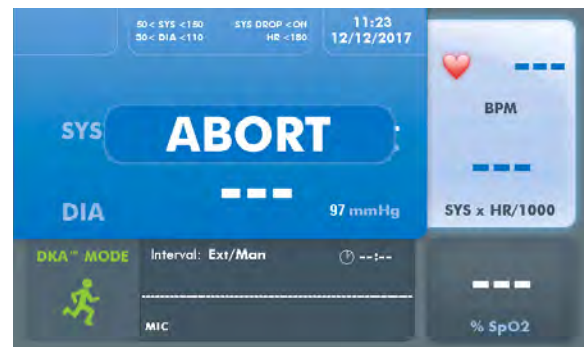 50< SYS <150 SYS DROP <ON 11:23
30< DIA <110 HR <180 12/12/2017
---
BPM
SYS ABORT
---
---
DIA 97 mmHg SYS x HR/1000
DKA™ MODE Interval: Ext/Man --:--
---
MIC % SpO2